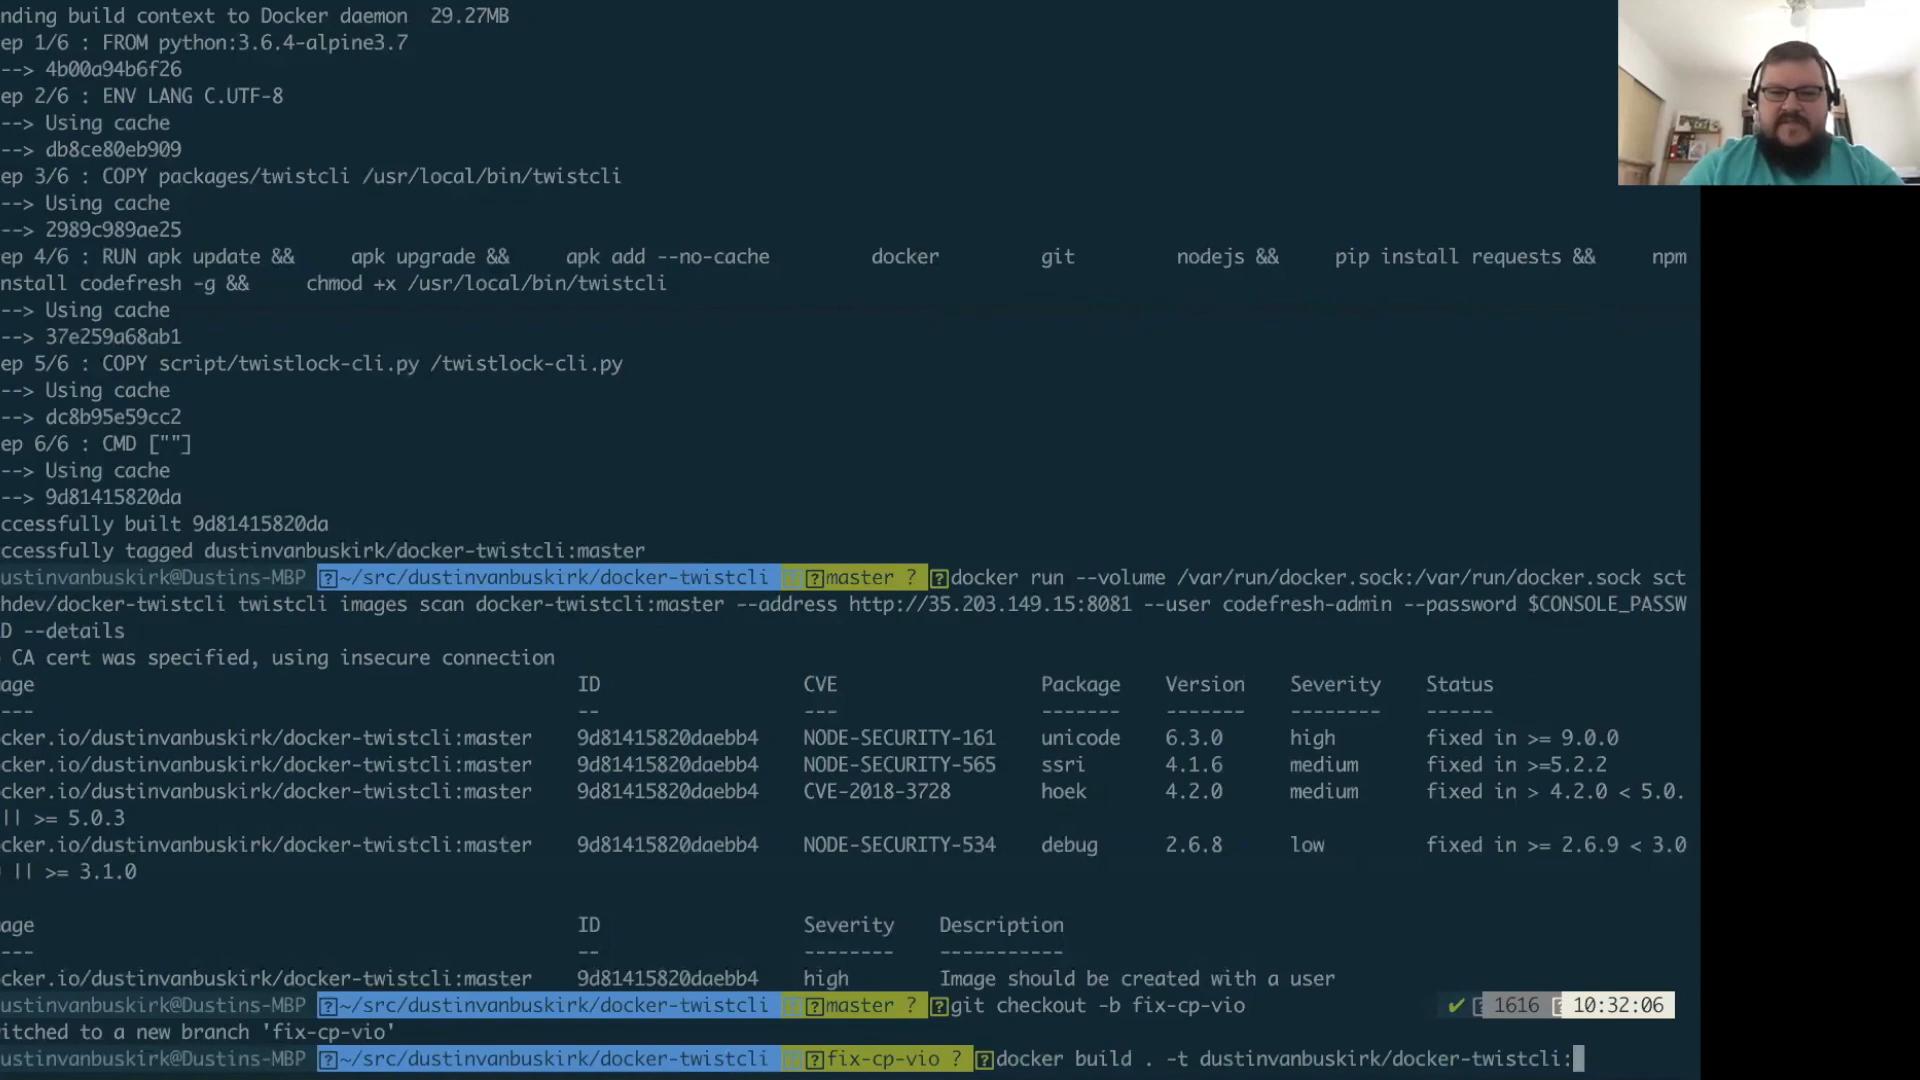 nding build context to Docker daemon  29.27MB
ep 1/6 : FROM python:3.6.4-alpine3.7
--> 4b00a94b6f26
ep 2/6 : ENV LANG C.UTF-8
--> Using cache
--> db8ce80eb909
ep 3/6 : COPY packages/twistcli /usr/local/bin/twistcli
--> Using cache
--> 2989c989ae25
ep 4/6 : RUN apk update &&     apk upgrade &&     apk add --no-cache         docker         git         nodejs &&     pip install requests &&     npm
nstall codefresh -g &&     chmod +x /usr/local/bin/twistcli
--> Using cache
--> 37e259a68ab1
ep 5/6 : COPY script/twistlock-cli.py /twistlock-cli.py
--> Using cache
--> dc8b95e59cc2
ep 6/6 : CMD [""]
--> Using cache
--> 9d81415820da
ccessfully built 9d81415820da
ccessfully tagged dustinvanbuskirk/docker-twistcli:master
ustinvanbuskirk@Dustins-MBP ~/src/dustinvanbuskirk/docker-twistcli master ? docker run --volume /var/run/docker.sock:/var/run/docker.sock sct
hdev/docker-twistcli twistcli images scan docker-twistcli:master --address http://35.203.149.15:8081 --user codefresh-admin --password $CONSOLE_PASSW
D --details
CA cert was specified, using insecure connection
age ID CVE Package Version Severity Status
--- -- --- ------- ------- -------- ------
cker.io/dustinvanbuskirk/docker-twistcli:master 9d81415820daebb4 NODE-SECURITY-161 unicode 6.3.0 high fixed in >= 9.0.0
cker.io/dustinvanbuskirk/docker-twistcli:master 9d81415820daebb4 NODE-SECURITY-565 ssri 4.1.6 medium fixed in >=5.2.2
cker.io/dustinvanbuskirk/docker-twistcli:master 9d81415820daebb4 CVE-2018-3728 hoek 4.2.0 medium fixed in > 4.2.0 < 5.0.
|| >= 5.0.3
cker.io/dustinvanbuskirk/docker-twistcli:master 9d81415820daebb4 NODE-SECURITY-534 debug 2.6.8 low fixed in >= 2.6.9 < 3.0
|| >= 3.1.0
age ID Severity Description
--- -- -------- -----------
cker.io/dustinvanbuskirk/docker-twistcli:master 9d81415820daebb4 high Image should be created with a user
ustinvanbuskirk@Dustins-MBP ~/src/dustinvanbuskirk/docker-twistcli master ? git checkout -b fix-cp-vio ✔ 1616 10:32:06
itched to a new branch 'fix-cp-vio'
ustinvanbuskirk@Dustins-MBP ~/src/dustinvanbuskirk/docker-twistcli fix-cp-vio ? docker build . -t dustinvanbuskirk/docker-twistcli: